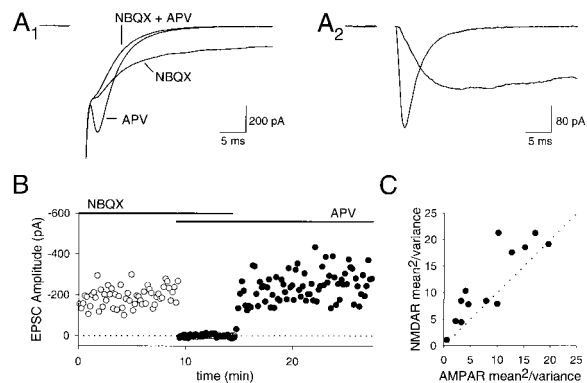 A1
NBQX + APV
NBQX
APV
200 pA
5 ms
A2
80 pA
5 ms
B
NBQX
APV
EPSC Amplitude (pA)
-600
-400
-200
0
0
10
20
time (min)
C
NMDAR mean2/variance
25
20
15
10
5
0
0
5
10
15
20
25
AMPAR mean2/variance